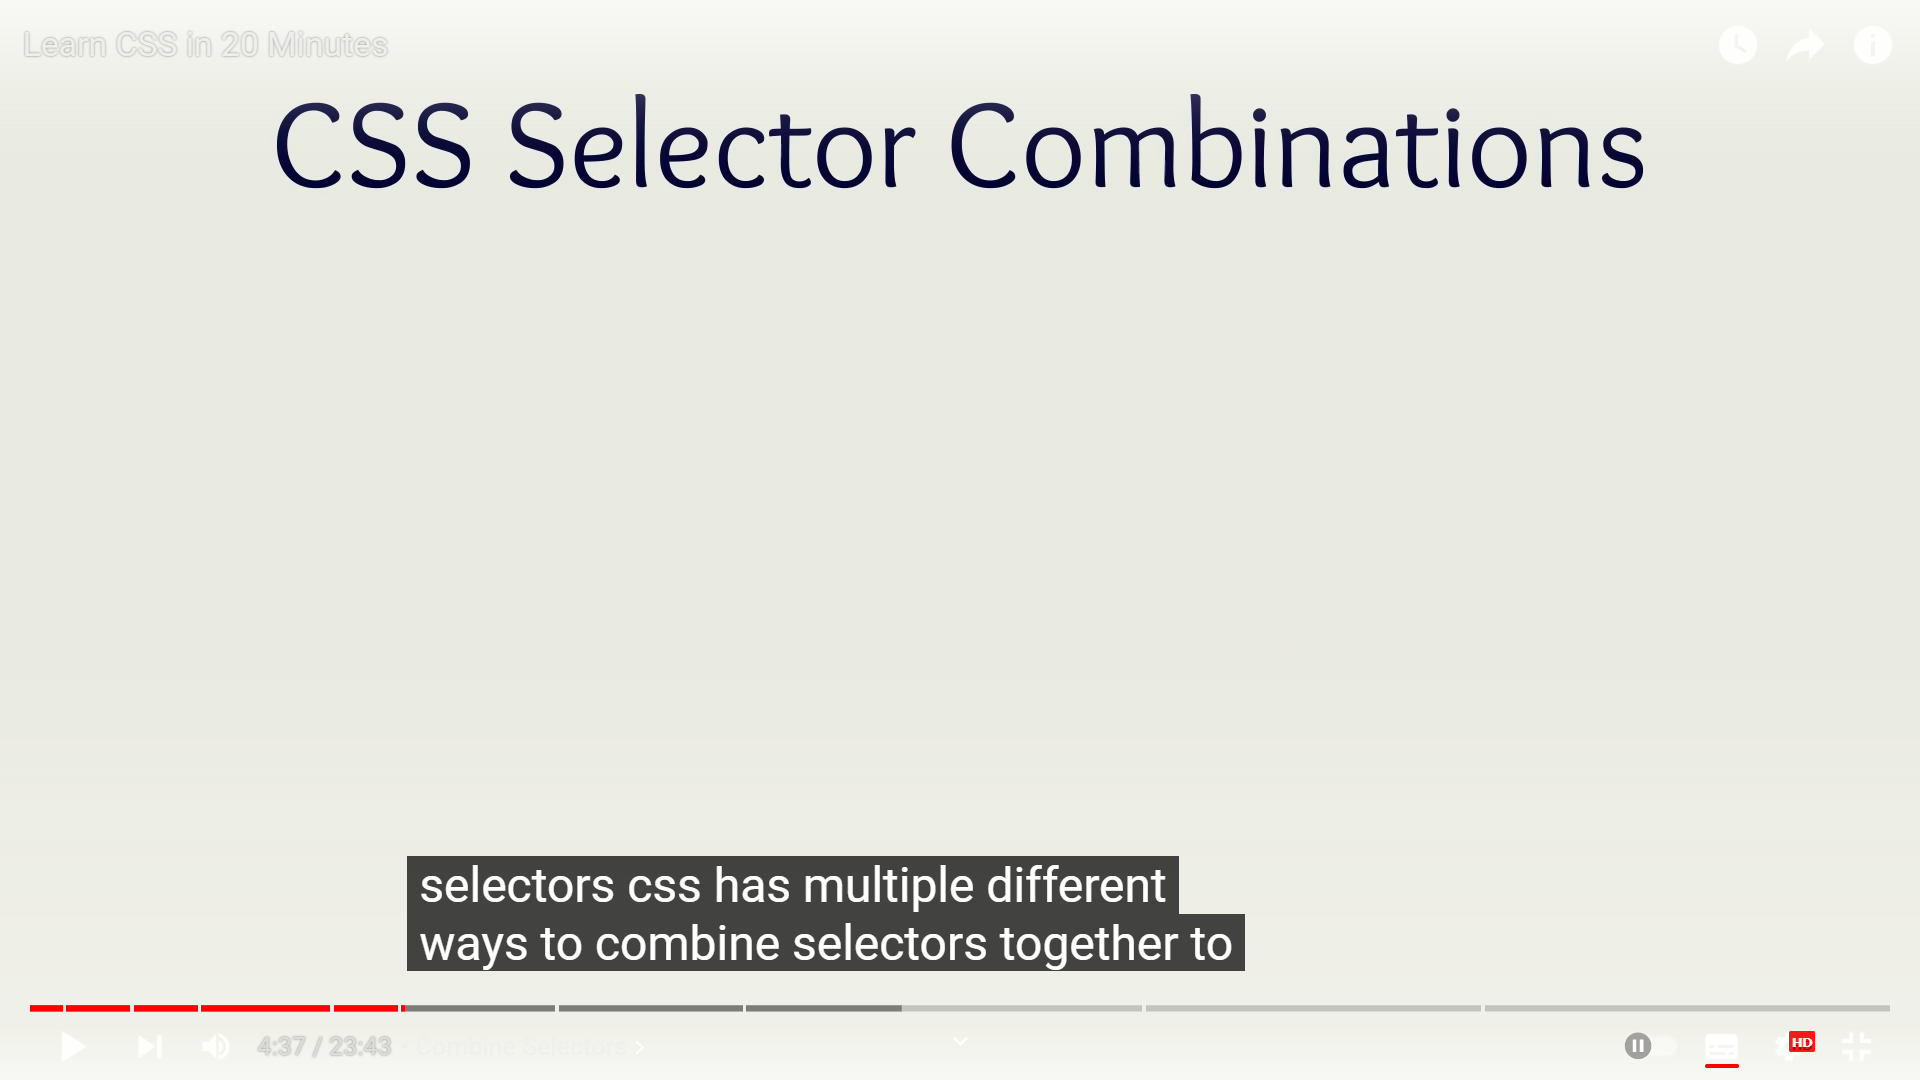 Learn CSS in 20 Minutes
CSS Selector Combinations
selectors css has multiple different
ways to combine selectors together to
4:37 / 23:43 • Combine Selectors
HD